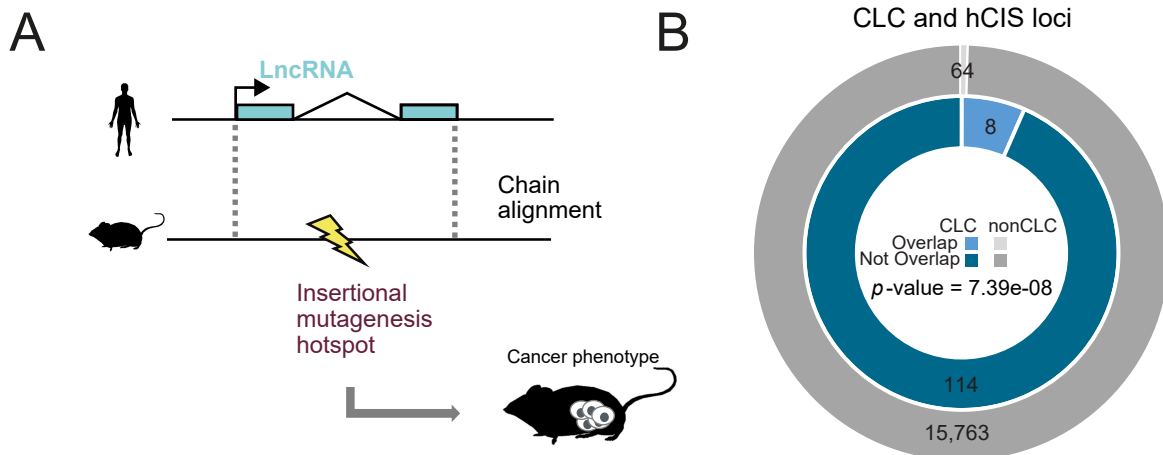 A
LncRNA
Chain
alignment
Insertional
mutagenesis
hotspot
Cancer phenotype
B
CLC and hCIS loci
64
8
CLC nonCLC
Overlap
Not Overlap
p-value = 7.39e-08
114
15,763